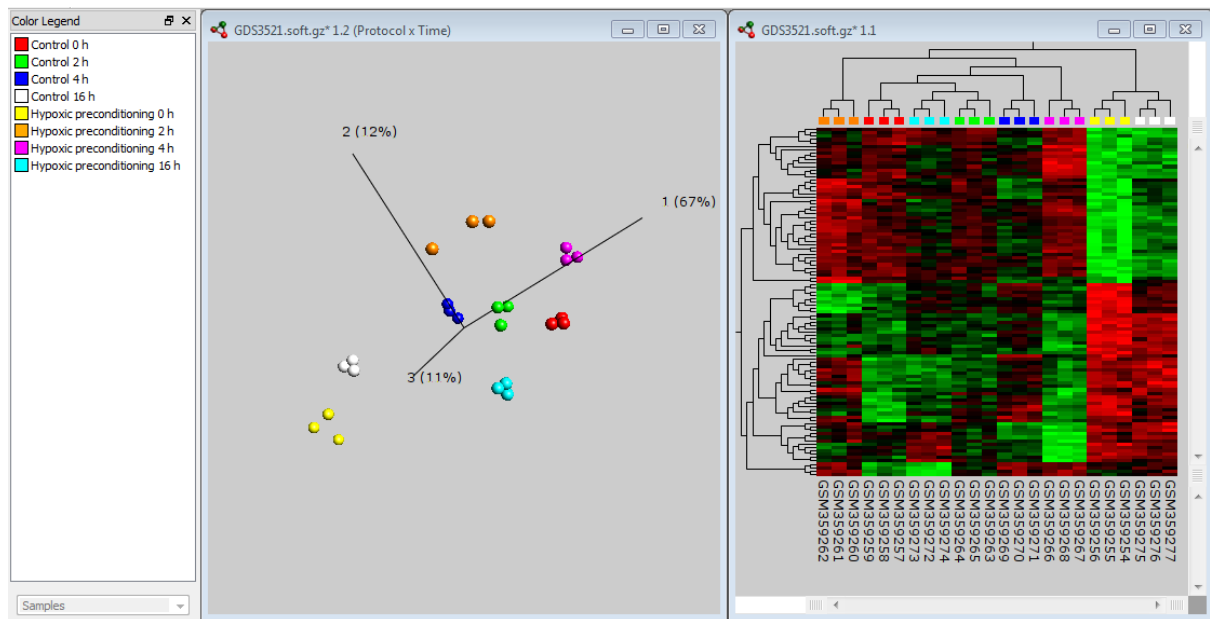 Color Legend
Control 0 h
Control 2 h
Control 4 h
Control 16 h
Hypoxic preconditioning 0 h
Hypoxic preconditioning 2 h
Hypoxic preconditioning 4 h
Hypoxic preconditioning 16 h
Samples
GDS3521.soft.gz* 1.2 (Protocol x Time)
2 (12%)
1 (67%)
3 (11%)
GDS3521.soft.gz* 1.1
GSM359262
GSM359261
GSM359260
GSM359259
GSM359258
GSM359257
GSM359273
GSM359272
GSM359274
GSM359264
GSM359265
GSM359263
GSM359269
GSM359270
GSM359271
GSM359266
GSM359268
GSM359267
GSM359256
GSM359255
GSM359254
GSM359275
GSM359276
GSM359277